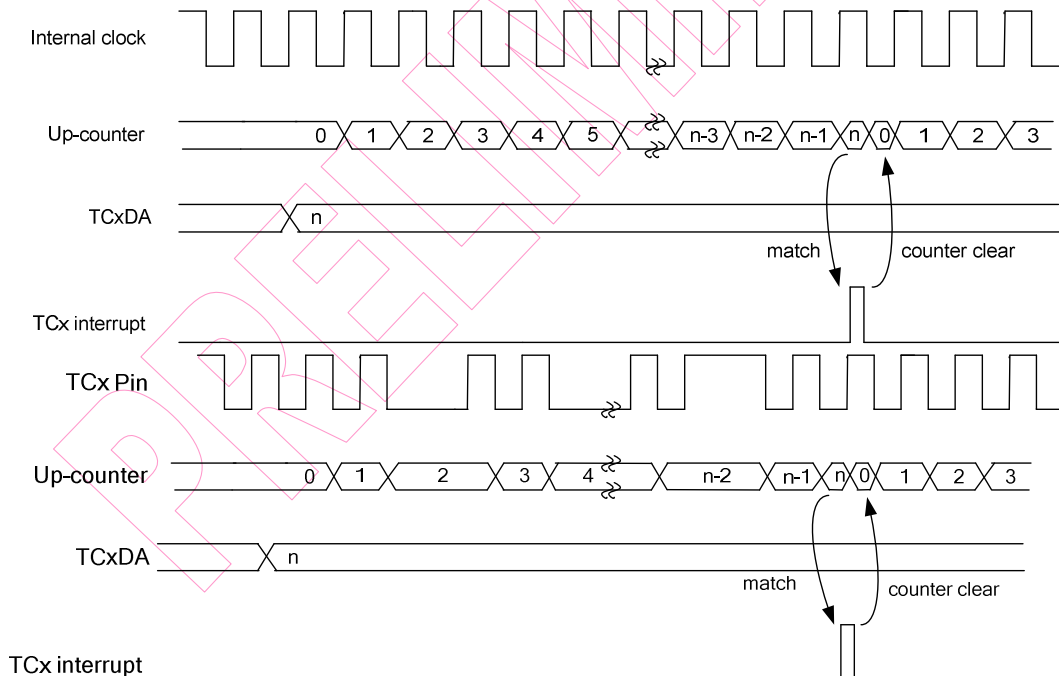 Internal clock
Up-counter 0 1 2 3 4 5 n-3 n-2 n-1 n 0 1 2 3
TCxDA n
match counter clear
TCx interrupt
TCx Pin
Up-counter 0 1 2 3 4 n-2 n-1 n 0 1 2 3
TCxDA n
match counter clear
TCx interrupt